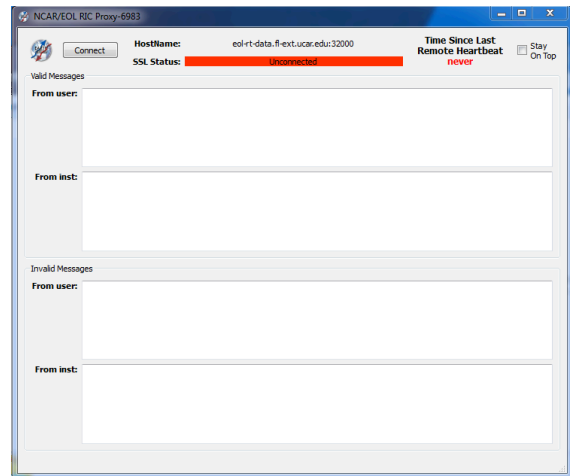 NCAR/EOL RIC Proxy-6983
Connect
HostName:
eol-rt-data.fl-ext.ucar.edu:32000
SSL Status:
Unconnected
Time Since Last
Remote Heartbeat
never
Stay
On Top
Valid Messages
From user:
From inst:
Invalid Messages
From user:
From inst: